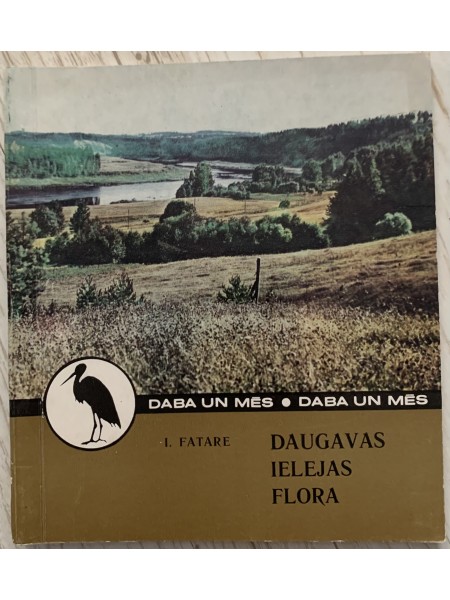 DABA UN MĒS ● DABA UN MĒS
I. FATARE
DAUGAVAS
IELEJAS
FLORA